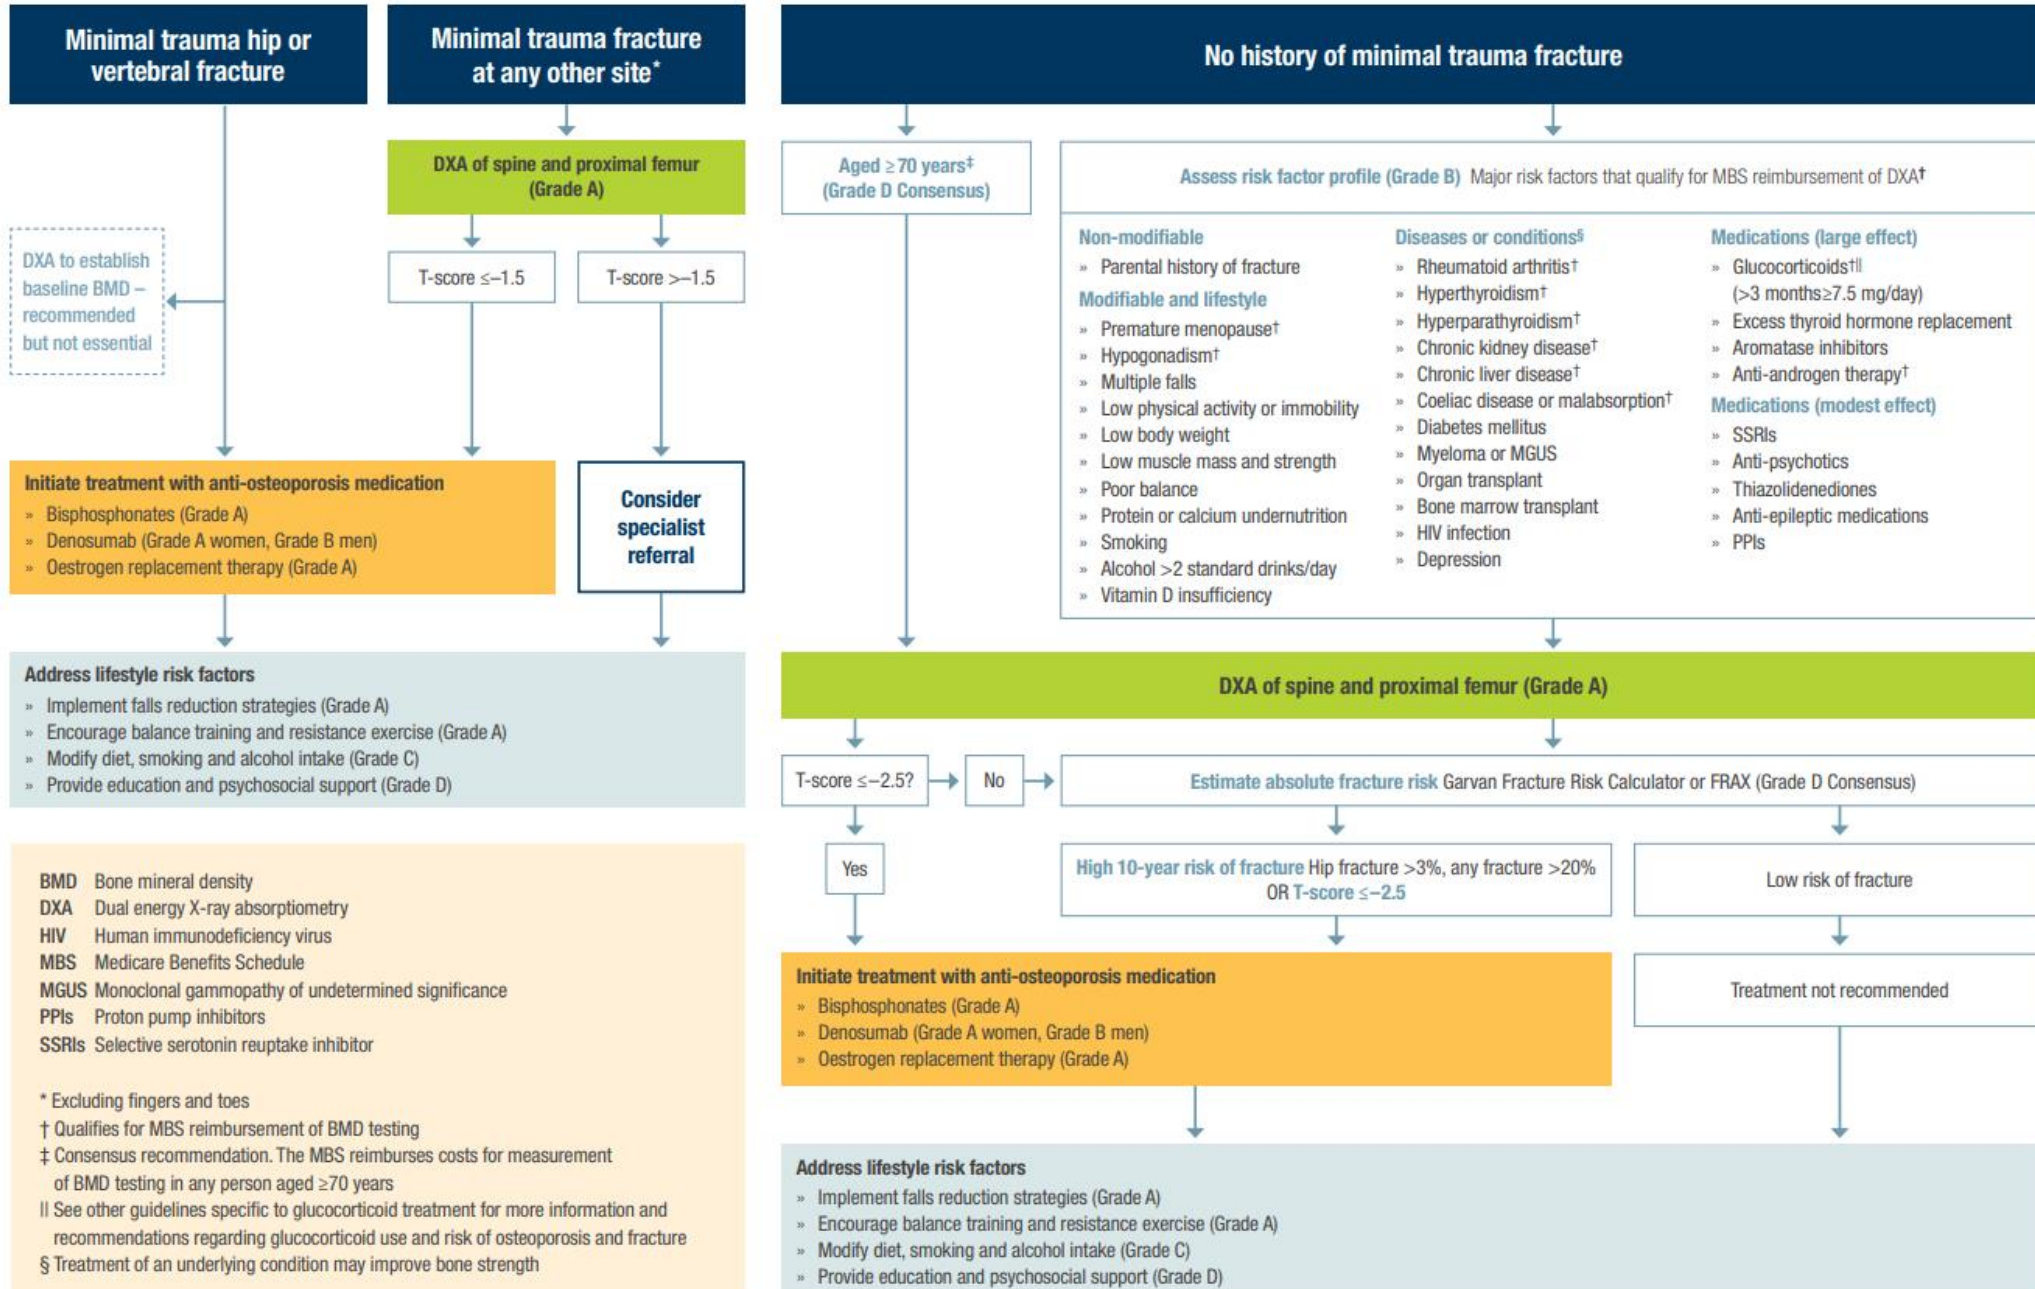 Minimal trauma hip or
vertebral fracture
Minimal trauma fracture
at any other site*
No history of minimal trauma fracture
DXA of spine and proximal femur
(Grade A)
DXA to establish
baseline BMD –
recommended
but not essential
T-score ≤–1.5
T-score >–1.5
Initiate treatment with anti-osteoporosis medication
» Bisphosphonates (Grade A)
» Denosumab (Grade A women, Grade B men)
» Oestrogen replacement therapy (Grade A)
Consider
specialist
referral
Address lifestyle risk factors
» Implement falls reduction strategies (Grade A)
» Encourage balance training and resistance exercise (Grade A)
» Modify diet, smoking and alcohol intake (Grade C)
» Provide education and psychosocial support (Grade D)
Aged ≥70 years‡
(Grade D Consensus)
Assess risk factor profile (Grade B) Major risk factors that qualify for MBS reimbursement of DXA†
Non-modifiable
» Parental history of fracture
Modifiable and lifestyle
» Premature menopause†
» Hypogonadism†
» Multiple falls
» Low physical activity or immobility
» Low body weight
» Low muscle mass and strength
» Poor balance
» Protein or calcium undernutrition
» Smoking
» Alcohol >2 standard drinks/day
» Vitamin D insufficiency
Diseases or conditions§
» Rheumatoid arthritis†
» Hyperthyroidism†
» Hyperparathyroidism†
» Chronic kidney disease†
» Chronic liver disease†
» Coeliac disease or malabsorption†
» Diabetes mellitus
» Myeloma or MGUS
» Organ transplant
» Bone marrow transplant
» HIV infection
» Depression
Medications (large effect)
» Glucocorticoids†||
(>3 months≥7.5 mg/day)
» Excess thyroid hormone replacement
» Aromatase inhibitors
» Anti-androgen therapy†
Medications (modest effect)
» SSRIs
» Anti-psychotics
» Thiazolidenediones
» Anti-epileptic medications
» PPIs
DXA of spine and proximal femur (Grade A)
T-score ≤–2.5?
No
Estimate absolute fracture risk Garvan Fracture Risk Calculator or FRAX (Grade D Consensus)
Yes
High 10-year risk of fracture Hip fracture >3%, any fracture >20%
OR T-score ≤–2.5
Low risk of fracture
Initiate treatment with anti-osteoporosis medication
» Bisphosphonates (Grade A)
» Denosumab (Grade A women, Grade B men)
» Oestrogen replacement therapy (Grade A)
Treatment not recommended
Address lifestyle risk factors
» Implement falls reduction strategies (Grade A)
» Encourage balance training and resistance exercise (Grade A)
» Modify diet, smoking and alcohol intake (Grade C)
» Provide education and psychosocial support (Grade D)
BMD Bone mineral density
DXA Dual energy X-ray absorptiometry
HIV Human immunodeficiency virus
MBS Medicare Benefits Schedule
MGUS Monoclonal gammopathy of undetermined significance
PPIs Proton pump inhibitors
SSRIs Selective serotonin reuptake inhibitor
* Excluding fingers and toes
† Qualifies for MBS reimbursement of BMD testing
‡ Consensus recommendation. The MBS reimburses costs for measurement
of BMD testing in any person aged ≥70 years
|| See other guidelines specific to glucocorticoid treatment for more information and
recommendations regarding glucocorticoid use and risk of osteoporosis and fracture
§ Treatment of an underlying condition may improve bone strength